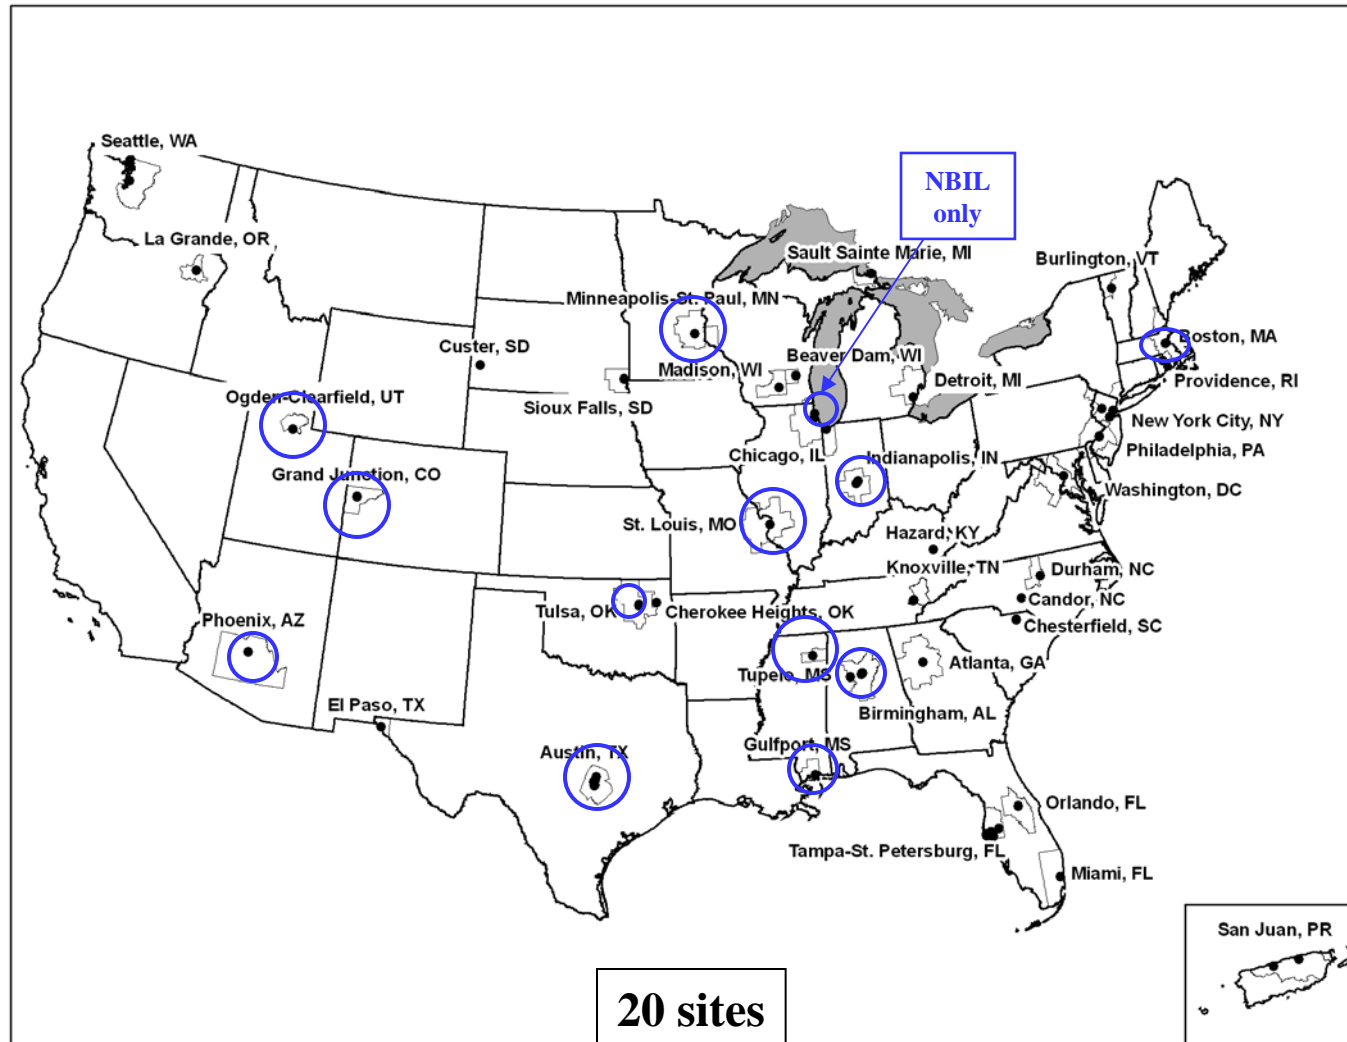 Seattle, WA
NBIL
only
La Grande, OR
Sault Sainte Marie, MI
Burlington, VT
Minneapolis-St. Paul, MN
Boston, MA
Custer, SD
Beaver Dam, WI
Madison, WI
Detroit, MI
Providence, RI
Ogden-Clearfield, UT
Sioux Falls, SD
New York City, NY
Philadelphia, PA
Chicago, IL
Indianapolis, IN
Grand Junction, CO
Washington, DC
St. Louis, MO
Hazard, KY
Knoxville, TN
Durham, NC
Tulsa, OK
Cherokee Heights, OK
Candor, NC
Phoenix, AZ
Chesterfield, SC
Atlanta, GA
Tupelo, MS
El Paso, TX
Birmingham, AL
Austin, TX
Gulfport, MS
Orlando, FL
Tampa-St. Petersburg, FL
Miami, FL
San Juan, PR
20 sites